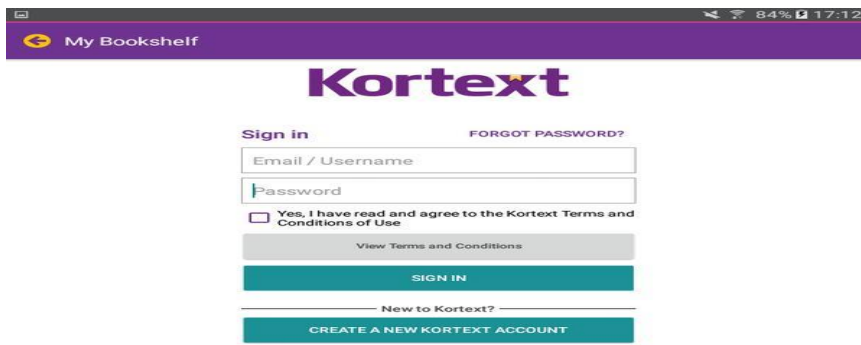 84% 17:12
My Bookshelf
Kortext
Sign in FORGOT PASSWORD?
Email / Username
Password
Yes, I have read and agree to the Kortext Terms and
Conditions of Use
View Terms and Conditions
SIGN IN
New to Kortext?
CREATE A NEW KORTEXT ACCOUNT